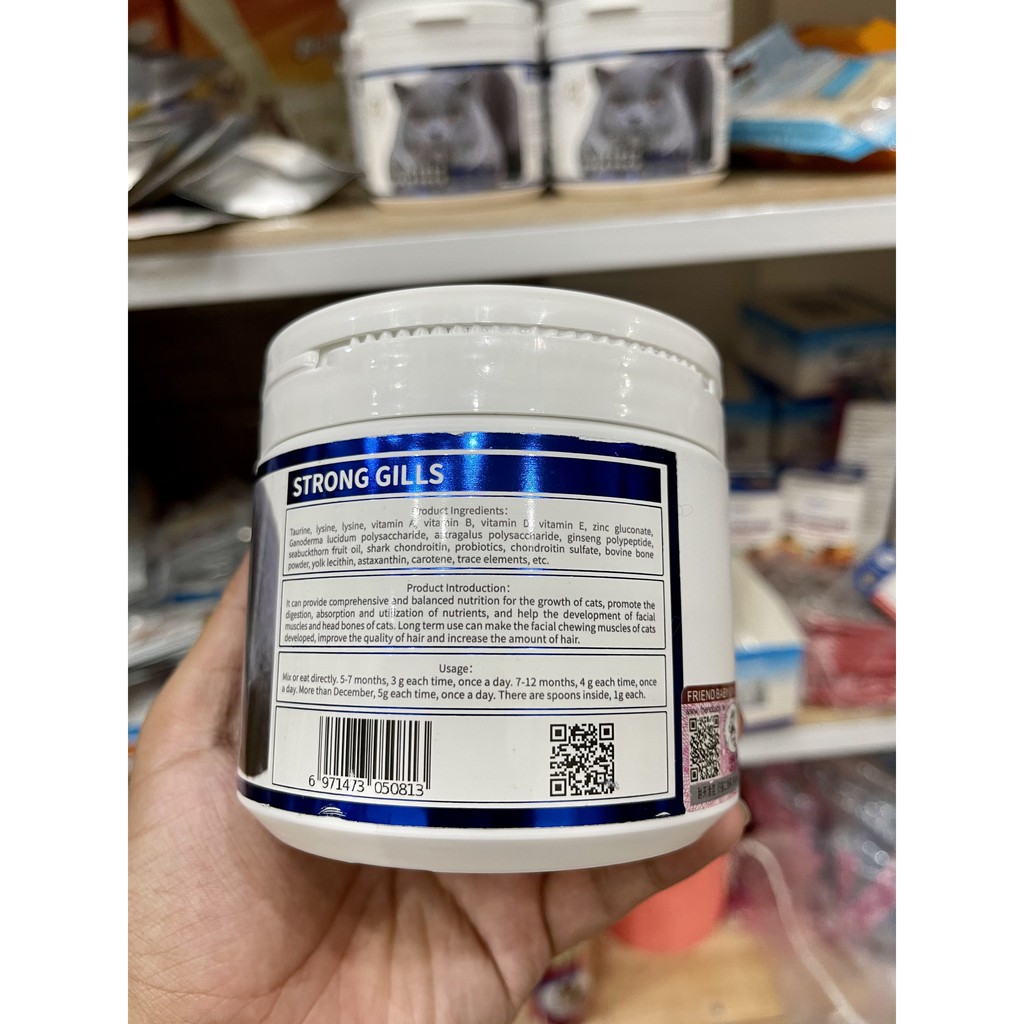 STRONG GILLS
Product Ingredients:
Taurine, lysine, lysine, vitamin A, vitamin B, vitamin D, vitamin E, zinc gluconate,
Ganoderma lucidum polysaccharide, astragalus polysaccharide, ginseng polypeptide,
seabuckthorn fruit oil, shark chondroitin, probiotics, chondroitin sulfate, bovine bone
powder, yolk lecithin, astaxanthin, carotene, trace elements, etc.
Product Introduction:
It can provide comprehensive and balanced nutrition for the growth of cats, promote the
digestion, absorption and utilization of nutrients, and help the development of facial
muscles and head bones of cats. Long term use can make the facial chewing muscles of cats
developed, improve the quality of hair and increase the amount of hair.
Usage:
Mix or eat directly. 5-7 months, 3 g each time, once a day. 7-12 months, 4 g each time, once
a day. More than December, 5g each time, once a day. There are spoons inside, 1g each.
6 971473 050813
FRIEND BABY